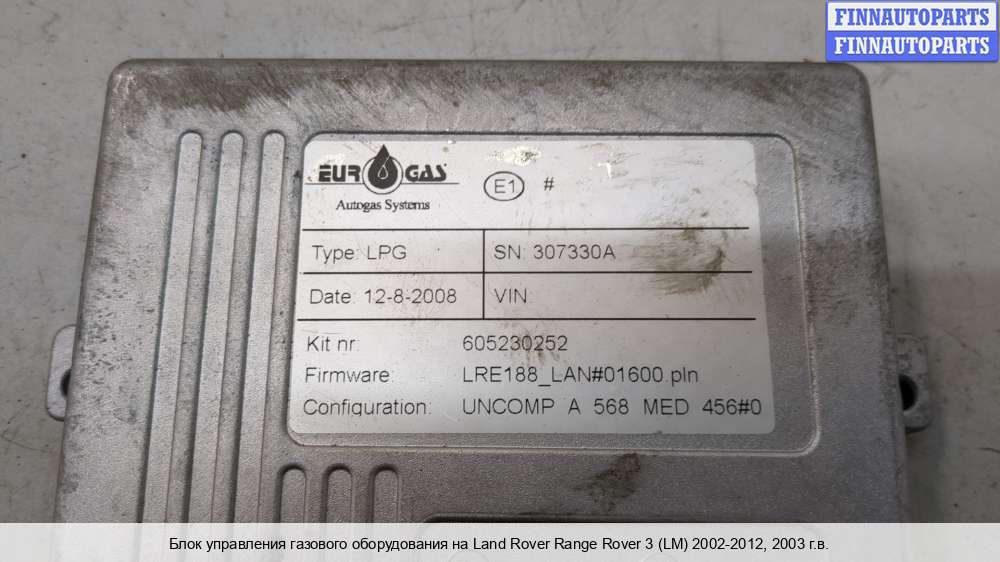 FINNAUTOPARTS
FINNAUTOPARTS
EUR GAS
Autogas Systems
E1 #
Type: LPG
SN: 307330A
Date: 12-8-2008
VIN:
Kit nr: 605230252
Firmware: LRE188_LAN#01600.pln
Configuration: UNCOMP A 568 MED 456#0
Блок управления газового оборудования на Land Rover Range Rover 3 (LM) 2002-2012, 2003 г.в.